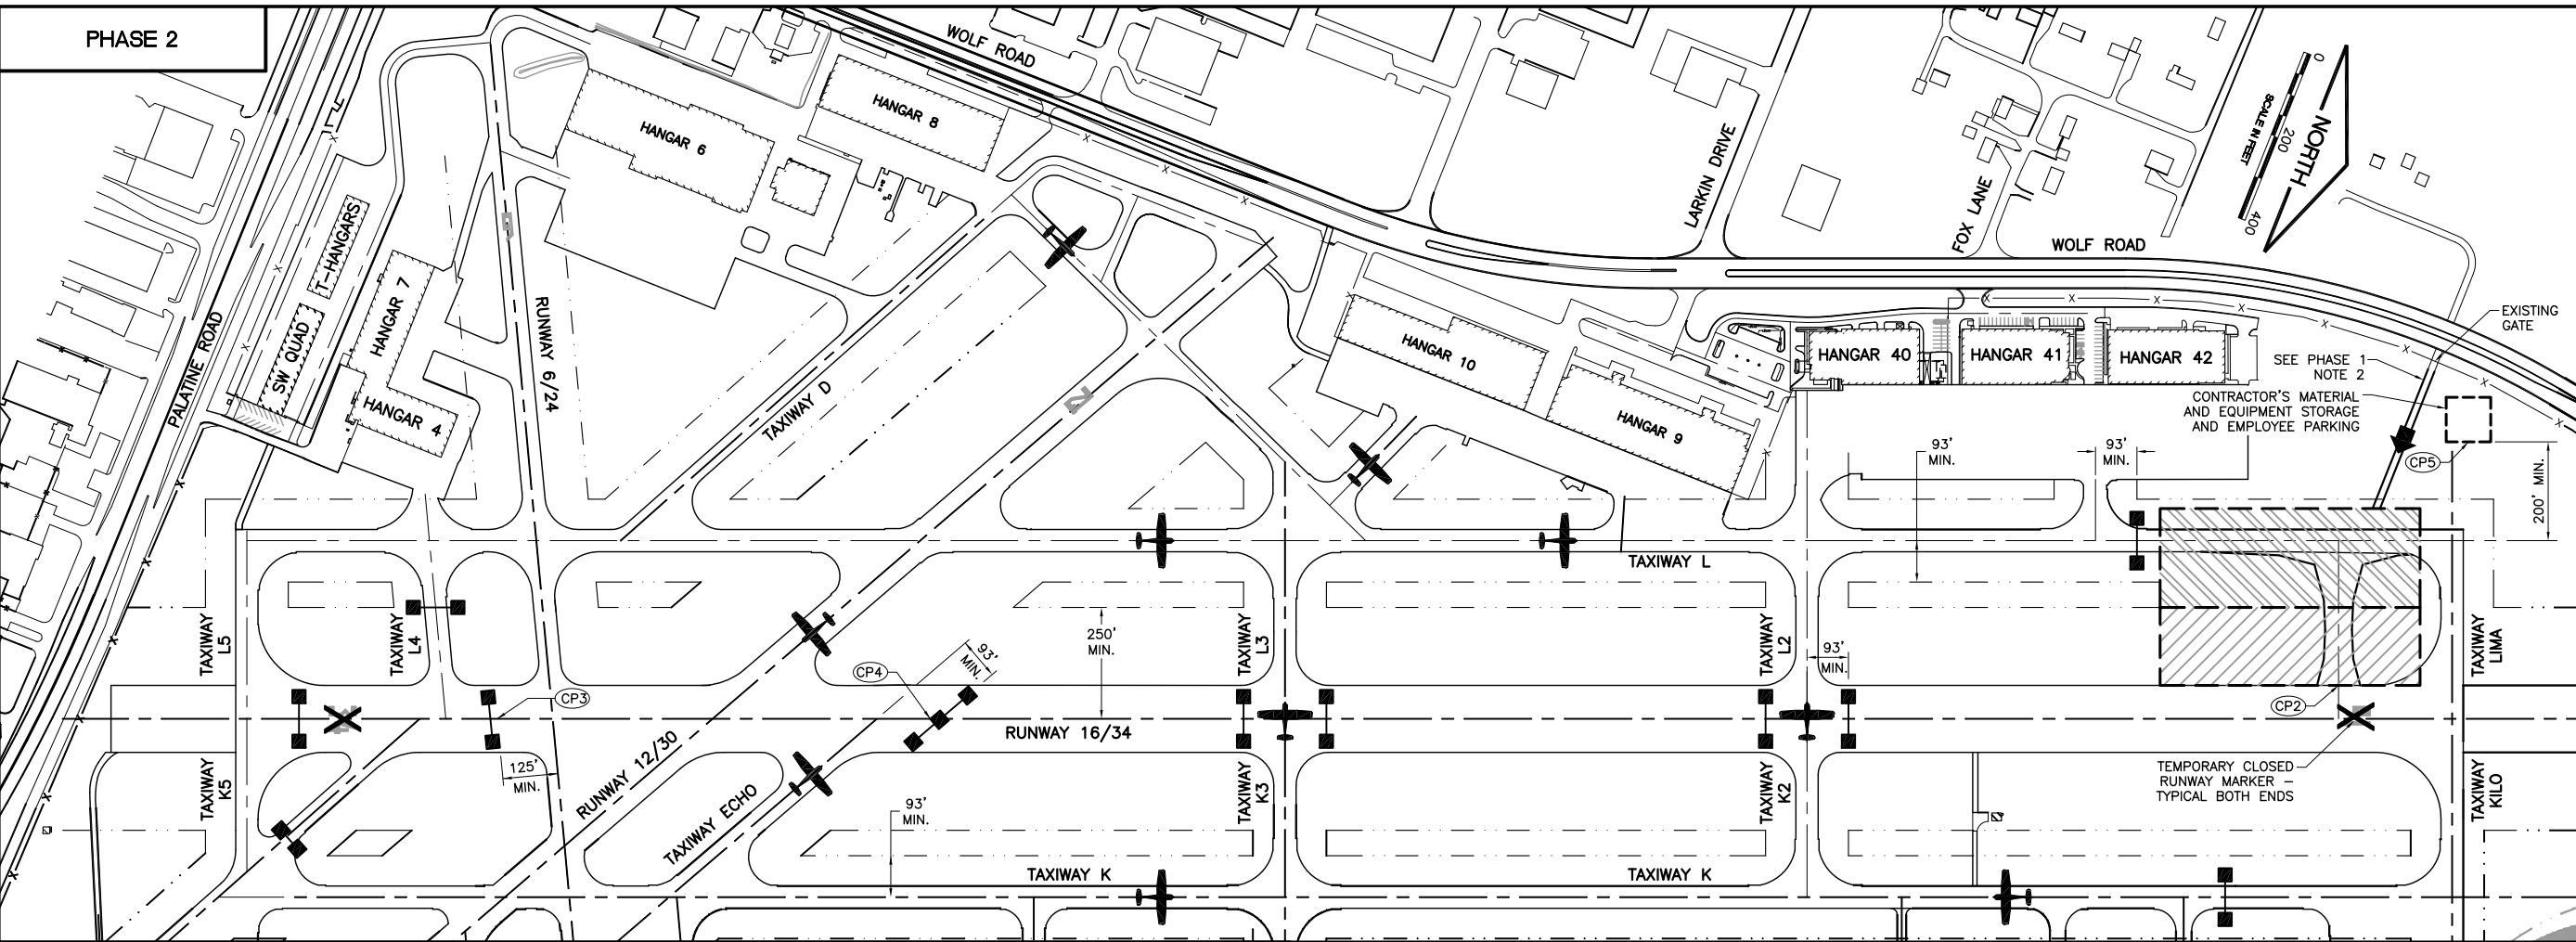 PHASE 2
WOLF ROAD
HANGAR 8
HANGAR 6
LARKIN DRIVE
FOX LANE
WOLF ROAD
0
200
400
SCALE IN FEET
NORTH
T-HANGARS
SW QUAD
HANGAR 7
HANGAR 4
PALATINE ROAD
RUNWAY 6/24
TAXIWAY D
HANGAR 10
HANGAR 9
HANGAR 40
HANGAR 41
HANGAR 42
EXISTING
GATE
SEE PHASE 1
NOTE 2
CONTRACTOR'S MATERIAL
AND EQUIPMENT STORAGE
AND EMPLOYEE PARKING
93'
MIN.
93'
MIN.
CP5
200' MIN.
TAXIWAY L
TAXIWAY
L5
TAXIWAY
L4
250'
MIN.
TAXIWAY
L3
TAXIWAY
L2
93'
MIN.
TAXIWAY
LIMA
CP4
93'
MIN.
CP3
CP2
RUNWAY 16/34
125'
MIN.
RUNWAY 12/30
TAXIWAY ECHO
TAXIWAY
K5
TAXIWAY
K3
TAXIWAY
K2
TEMPORARY CLOSED
RUNWAY MARKER –
TYPICAL BOTH ENDS
TAXIWAY
KILO
93'
MIN.
TAXIWAY K
TAXIWAY K